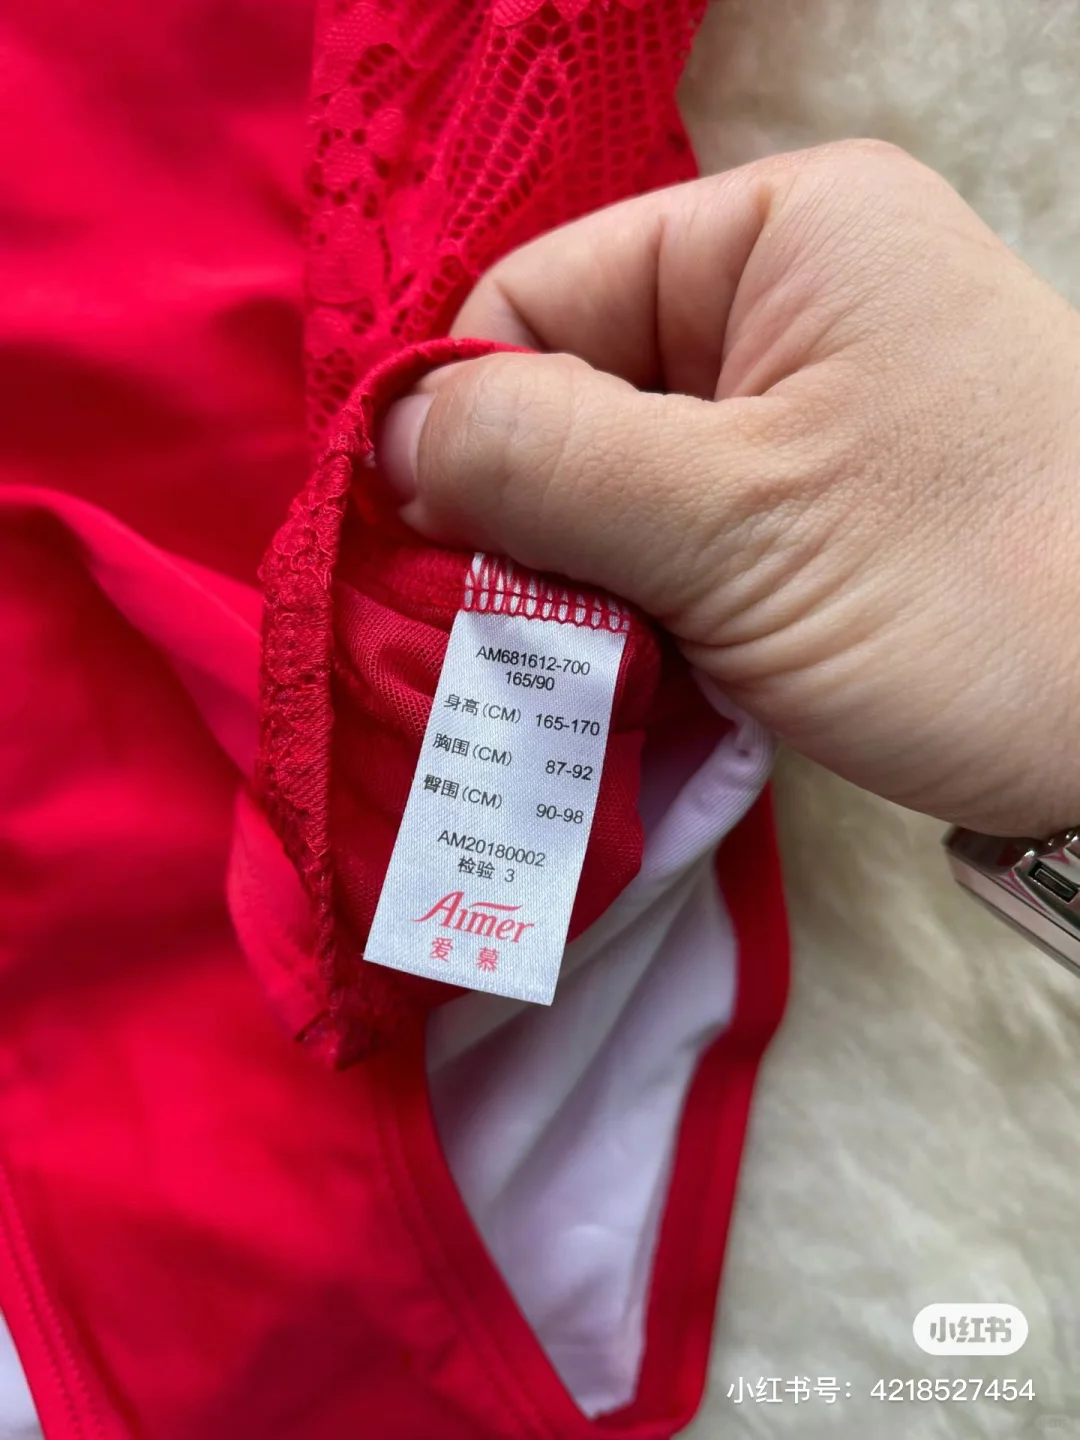 AM681612-700
165/90
身高(CM) 165-170
胸围(CM) 87-92
臀围(CM) 90-98
AM20180002
检验 3
Aimer
爱慕
小红书
小红书号：4218527454